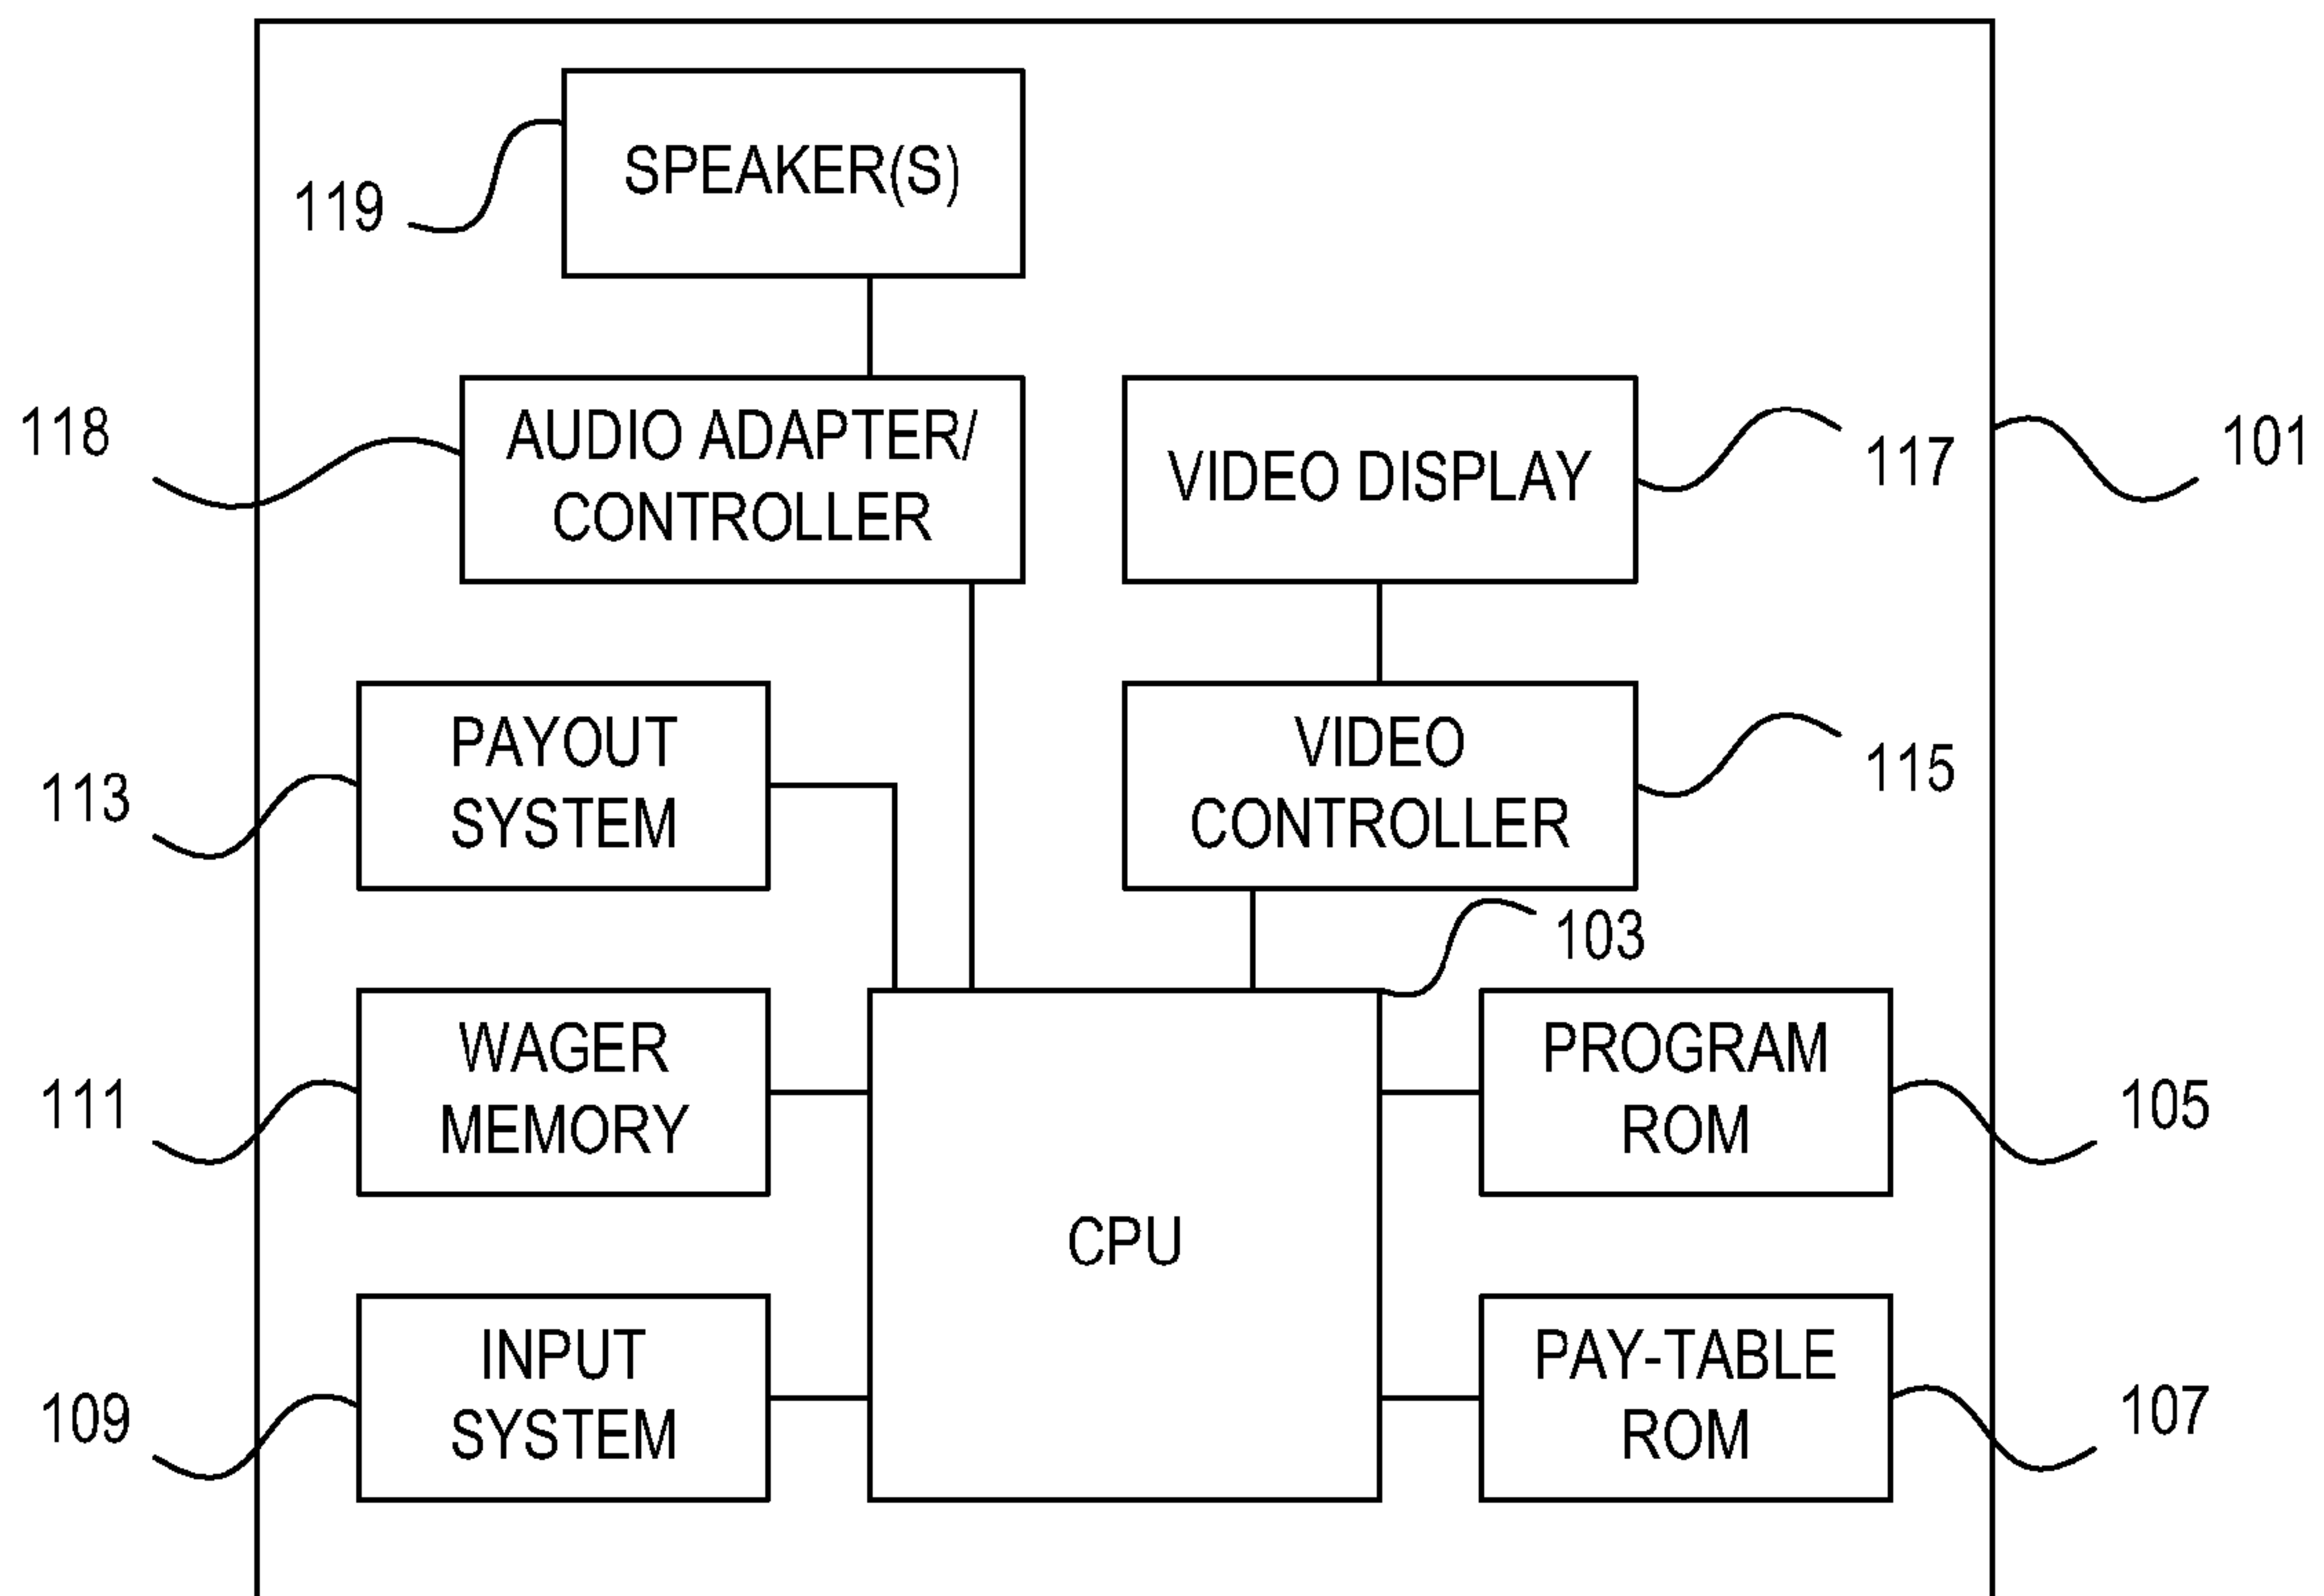 SPEAKER(S)
119
AUDIO ADAPTER/
CONTROLLER
118
VIDEO DISPLAY
117
101
PAYOUT
SYSTEM
113
VIDEO
CONTROLLER
115
103
WAGER
MEMORY
111
PROGRAM
ROM
105
CPU
INPUT
SYSTEM
109
PAY-TABLE
ROM
107